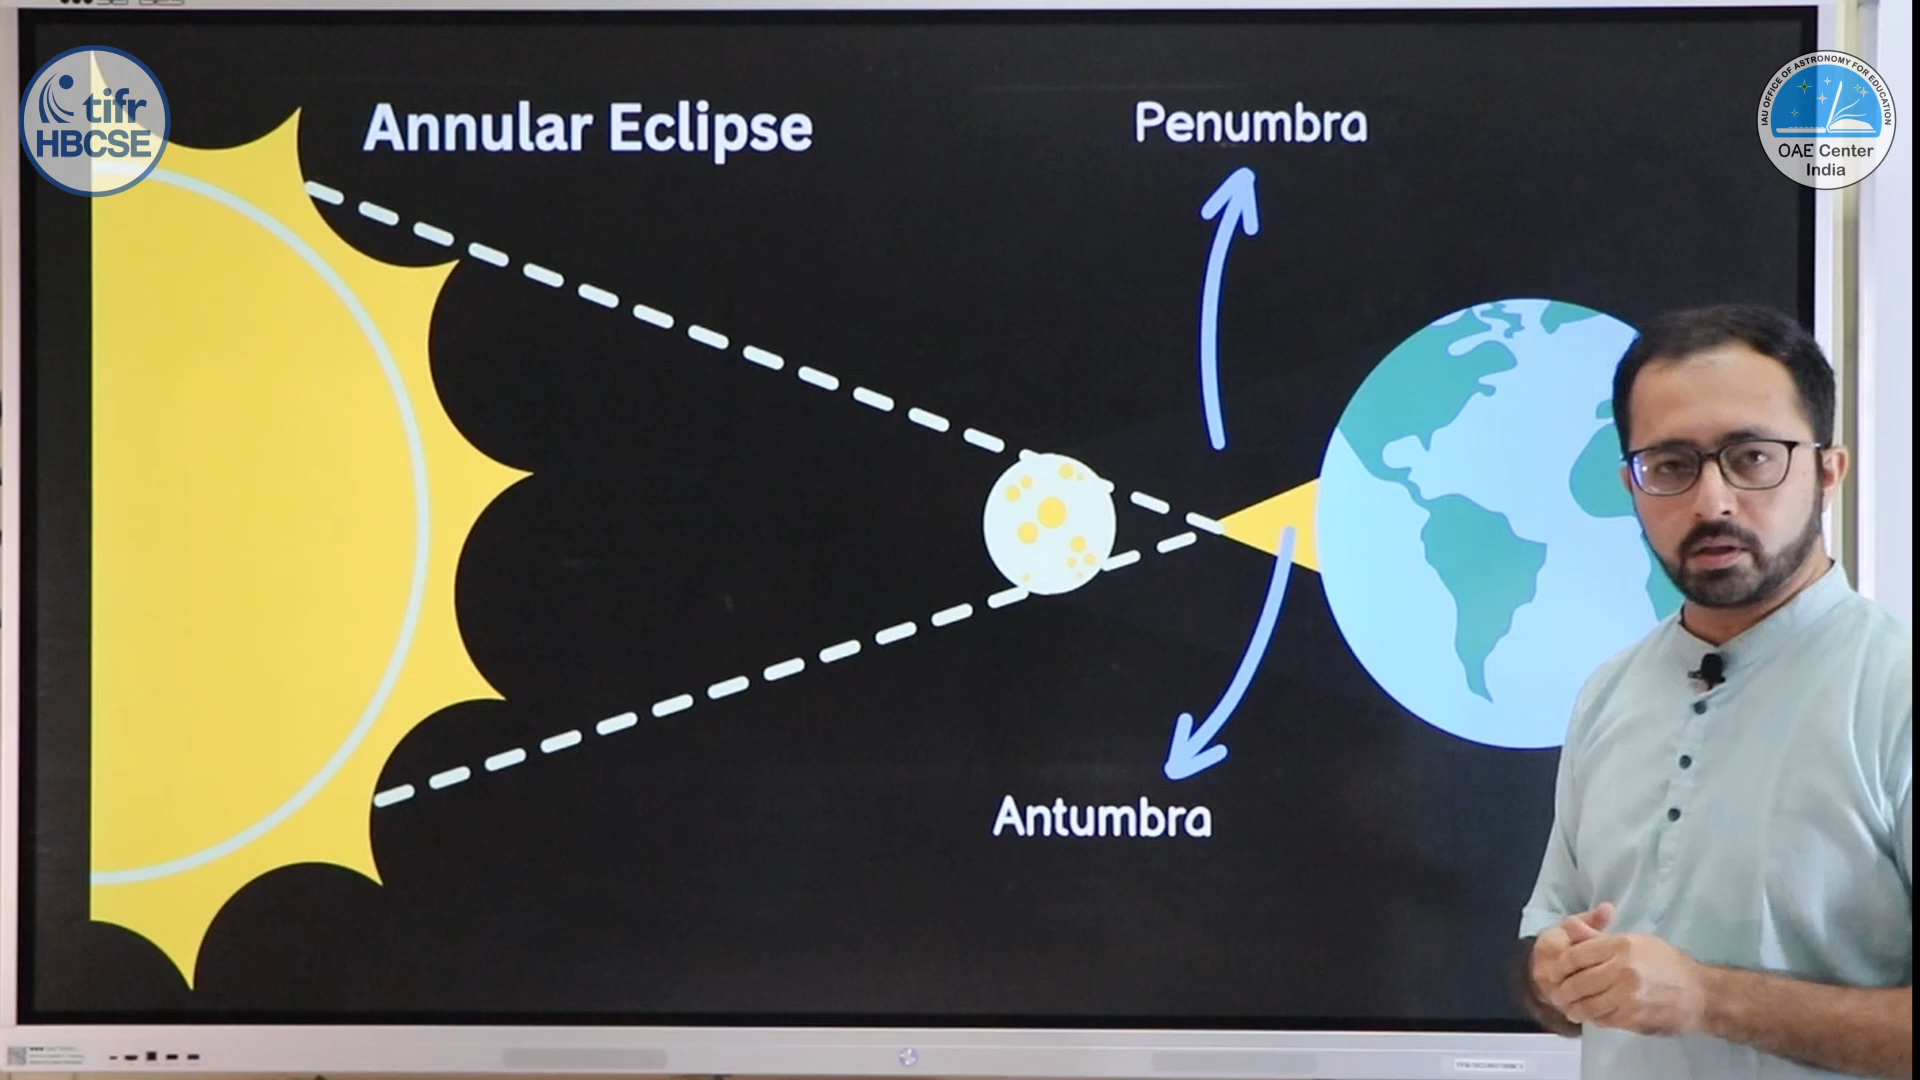 tifr
HBCSE
Annular Eclipse
Penumbra
IAU OFFICE OF ASTRONOMY FOR EDUCATION
OAE Center
India
Antumbra